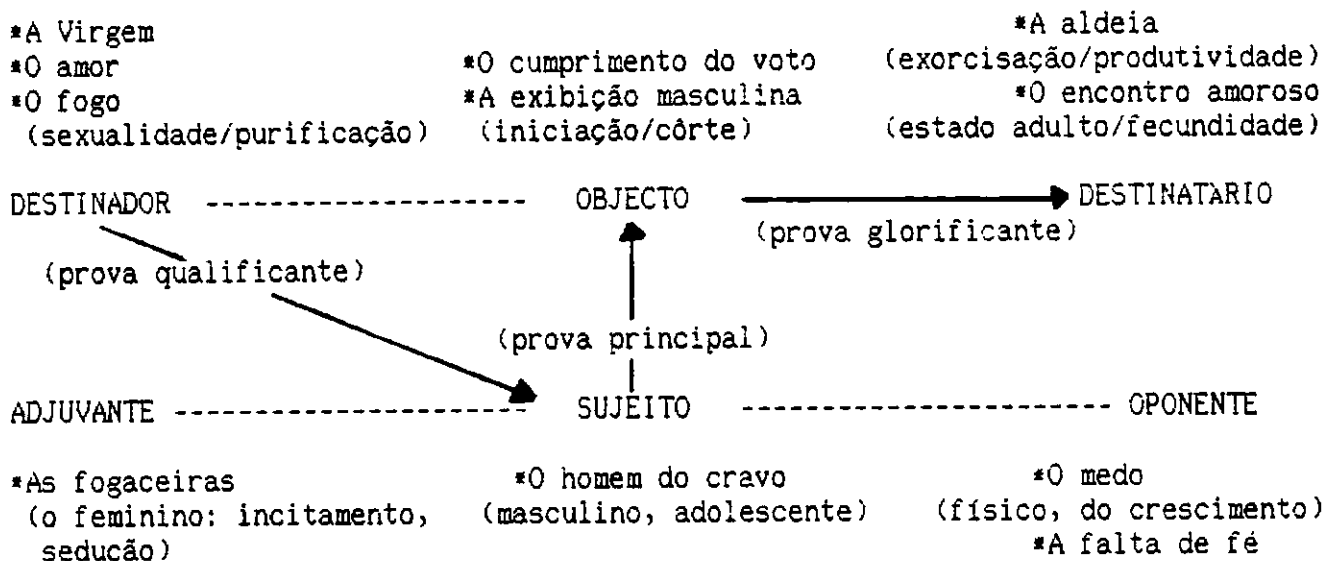 *A Virgem
*O amor
*O fogo
(sexualidade/purificação)
*O cumprimento do voto
*A exibição masculina
(iniciação/côrte)
*A aldeia
(exorcisação/produtividade)
*O encontro amoroso
(estado adulto/fecundidade)
DESTINADOR ------------------- OBJECTO DESTINATÀRIO
(prova glorificante)
(prova qualificante)
(prova principal)
ADJUVANTE -------------------- SUJEITO ---------------------- OPONENTE
*As fogaceiras
(o feminino: incitamento,
sedução)
*O homem do cravo
(masculino, adolescente)
*O medo
(físico, do crescimento)
*A falta de fé